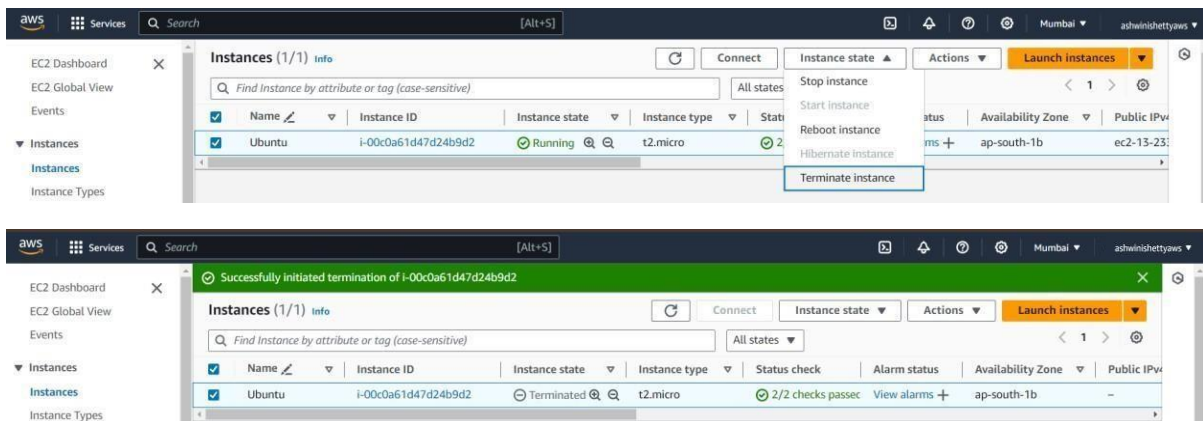 aws Services Search [Alt+S] Mumbai ashwinishettyaws
EC2 Dashboard
EC2 Global View
Events
Instances
Instances
Instance Types
Instances (1/1) Info Connect Instance state Actions Launch instances
Find Instance by attribute or tag (case-sensitive) All states 1
Stop instance
Start instance
Reboot instance
Hibernate instance
Terminate instance
Name Instance ID Instance state Instance type Stat atus Availability Zone Public IPv4
Ubuntu i-00c0a61d47d24b9d2 Running t2.micro 2 ms + ap-south-1b ec2-13-233
aws Services Search [Alt+S] Mumbai ashwinishettyaws
Successfully initiated termination of i-00c0a61d47d24b9d2
EC2 Dashboard
EC2 Global View
Events
Instances
Instances
Instance Types
Instances (1/1) Info Connect Instance state Actions Launch instances
Find Instance by attribute or tag (case-sensitive) All states 1
Name Instance ID Instance state Instance type Status check Alarm status Availability Zone Public IPv4
Ubuntu i-00c0a61d47d24b9d2 Terminated t2.micro 2/2 checks passec View alarms + ap-south-1b –